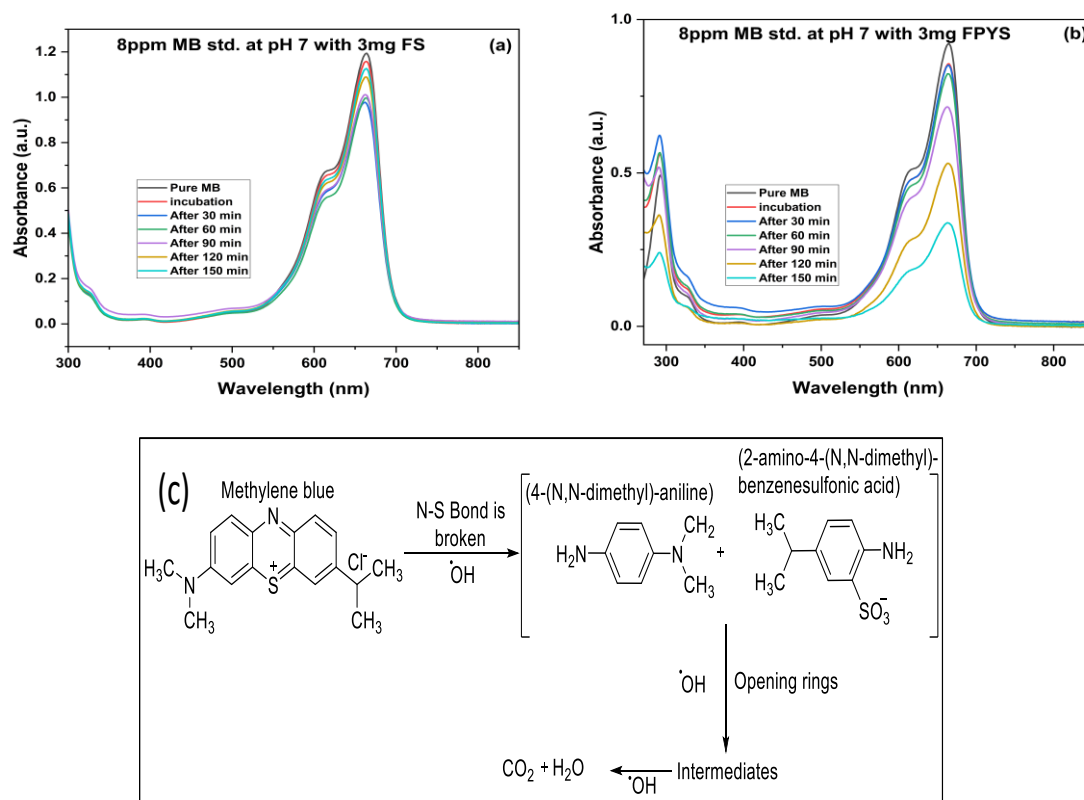 8ppm MB std. at pH 7 with 3mg FS
(a)
Absorbance (a.u.)
1.2
1.0
0.8
0.6
0.4
0.2
0.0
Pure MB
incubation
After 30 min
After 60 min
After 90 min
After 120 min
After 150 min
300
400
500
600
700
800
Wavelength (nm)
8ppm MB std. at pH 7 with 3mg FPYS
(b)
Absorbance (a.u.)
1.0
0.5
0.0
Pure MB
incubation
After 30 min
After 60 min
After 90 min
After 120 min
After 150 min
300
400
500
600
700
800
Wavelength (nm)
(c)
Methylene blue
N
S
+
Cl-
H3C
N
CH3
CH3
CH3
N-S Bond is
broken
•OH
(4-(N,N-dimethyl)-aniline)
H2N
N
CH2
CH3
+
(2-amino-4-(N,N-dimethyl)-
benzenesulfonic acid)
H3C
H3C
NH2
SO3-
•OH
Opening rings
Intermediates
•OH
CO2 + H2O